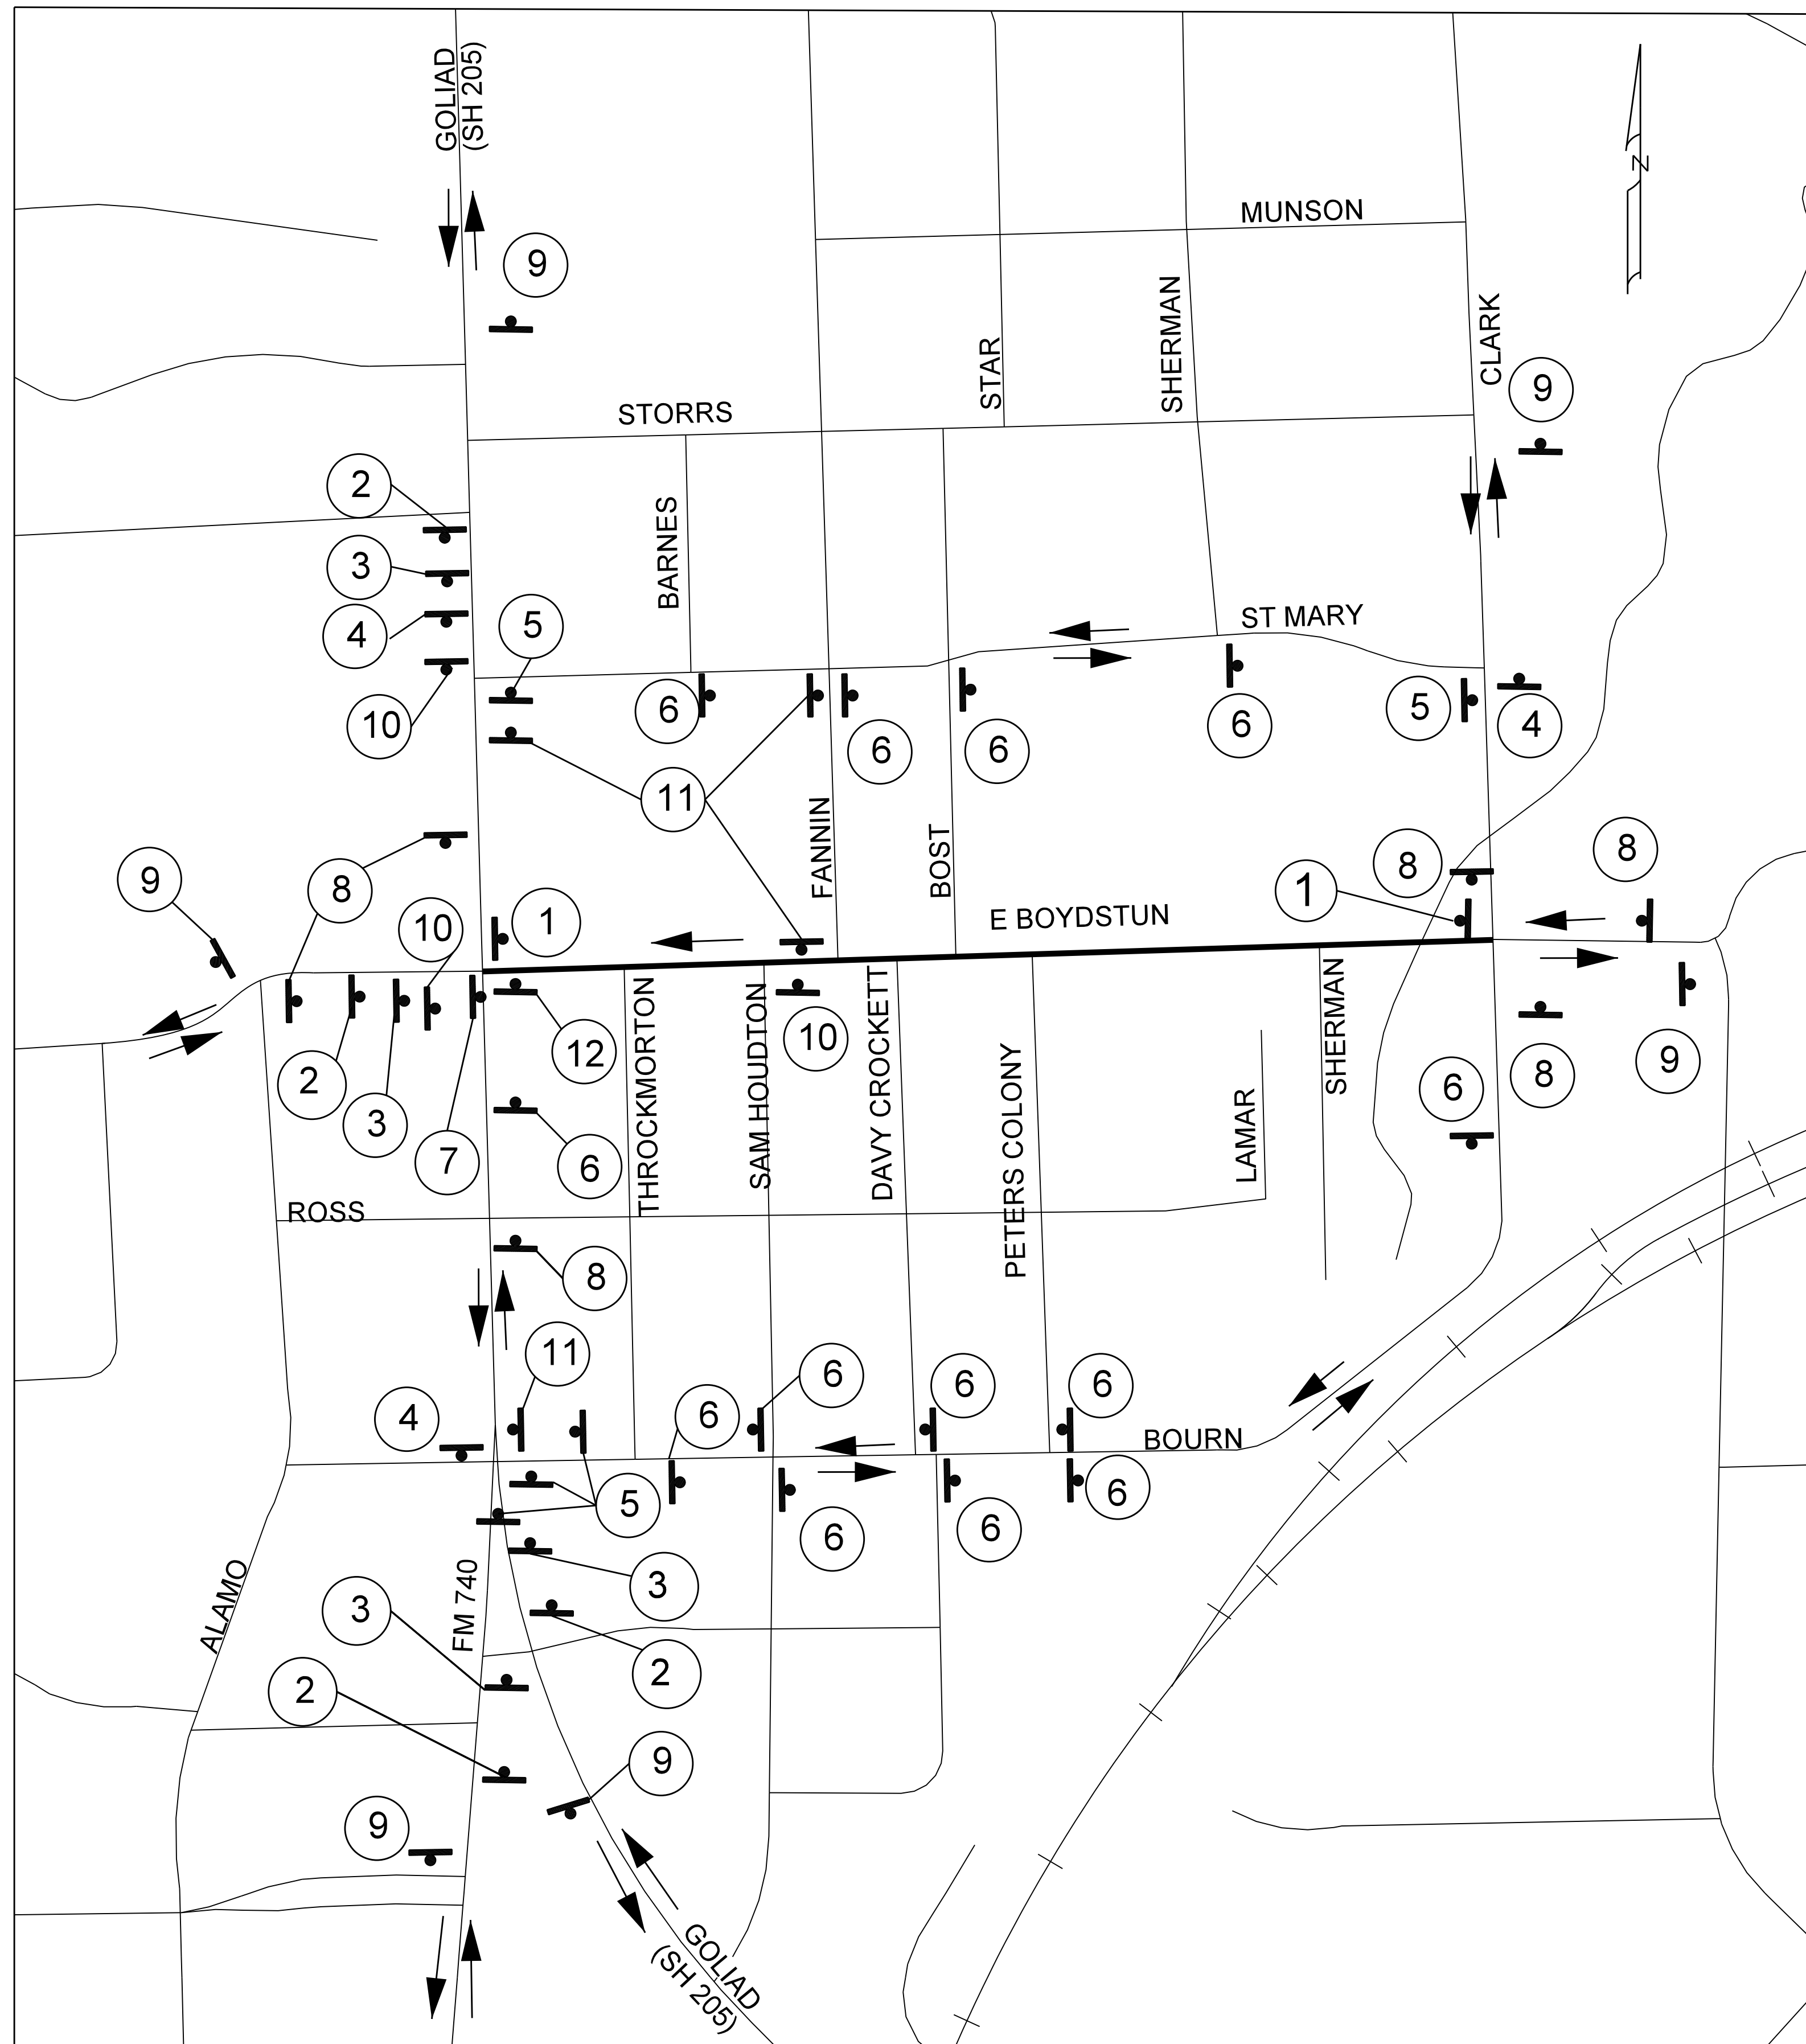 GOLIAD
(SH 205)
Z
9
MUNSON
STAR
SHERMAN
CLARK
9
STORRS
2
3
BARNES
4
5
ST MARY
10
6
6
6
6
5
4
11
FANNIN
BOST
9
8
8
8
10
1
E BOYDSTUN
1
2
3
7
12
10
THROCKMORTON
SAM HOUDTON
DAVY CROCKETT
PETERS COLONY
LAMAR
SHERMAN
6
8
9
6
ROSS
8
11
4
6
6
6
6
BOURN
5
6
6
6
ALAMO
FM 740
3
3
2
2
9
9
GOLIAD
(SH 205)